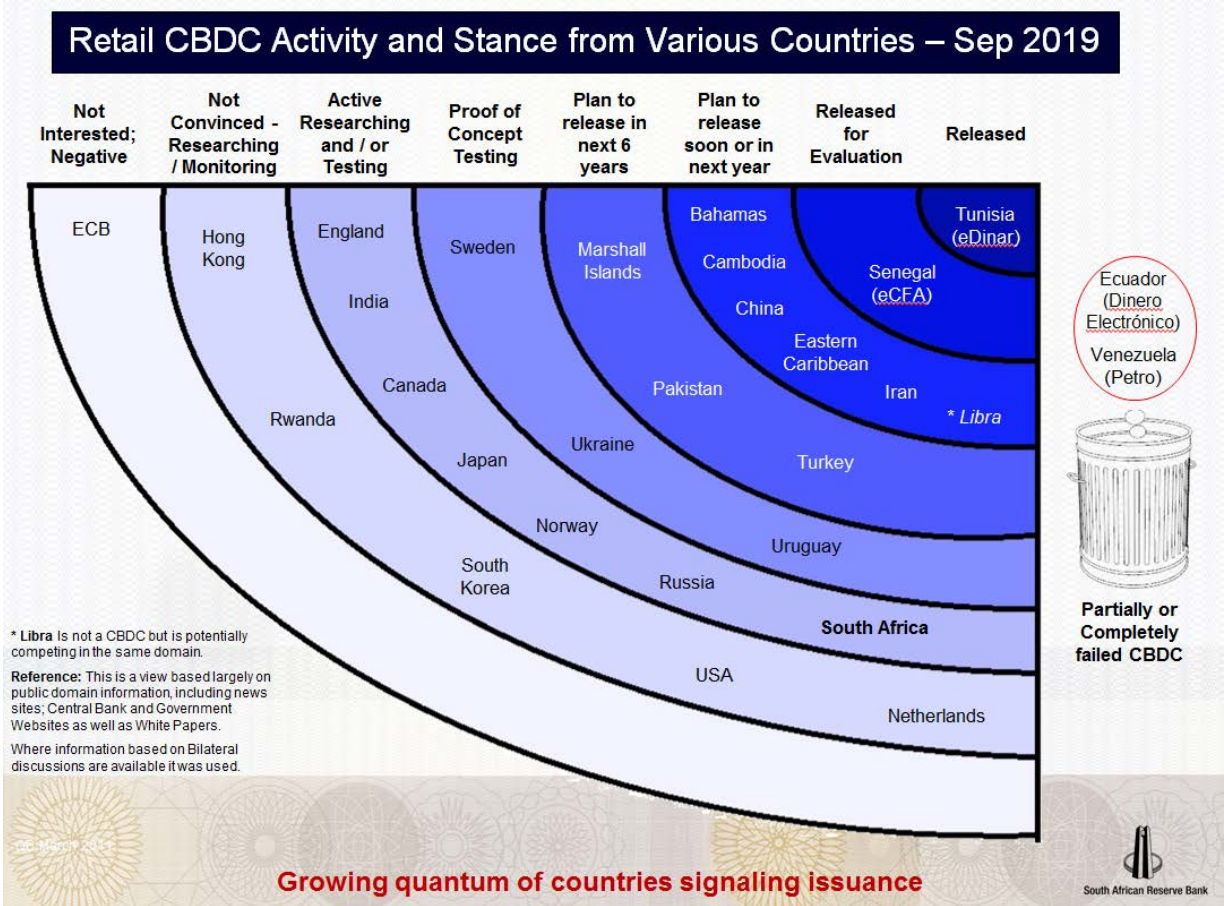 Retail CBDC Activity and Stance from Various Countries – Sep 2019
Not
Interested;
Negative
Not
Convinced -
Researching
/ Monitoring
Active
Researching
and / or
Testing
Proof of
Concept
Testing
Plan to
release in
next 6
years
Plan to
release
soon or in
next year
Released
for
Evaluation
Released
ECB
Hong
Kong
Rwanda
South
Korea
USA
Netherlands
England
India
Canada
Japan
Norway
Russia
South Africa
Sweden
Ukraine
Uruguay
Marshall
Islands
Pakistan
Turkey
Bahamas
Cambodia
China
Eastern
Caribbean
Iran
* Libra
Senegal
(eCFA)
Tunisia
(eDinar)
Ecuador
(Dinero
Electrónico)
Venezuela
(Petro)
Partially or
Completely
failed CBDC
* Libra Is not a CBDC but is potentially
competing in the same domain.
Reference: This is a view based largely on
public domain information, including news
sites; Central Bank and Government
Websites as well as White Papers.
Where information based on Bilateral
discussions are available it was used.
Growing quantum of countries signaling issuance
South African Reserve Bank